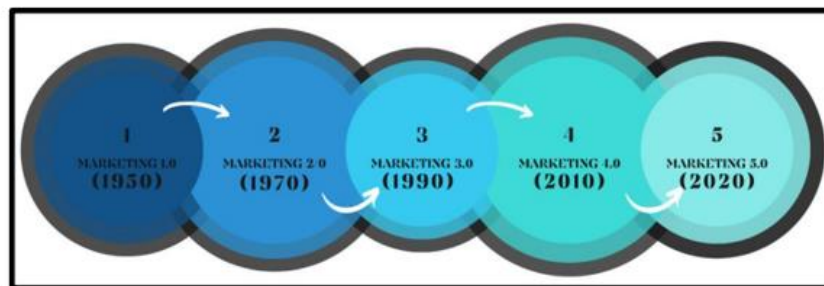 1
MARKETING 1.0
(1950)
2
MARKETING 2.0
(1970)
3
MARKETING 3.0
(1990)
4
MARKETING 4.0
(2010)
5
MARKETING 5.0
(2020)